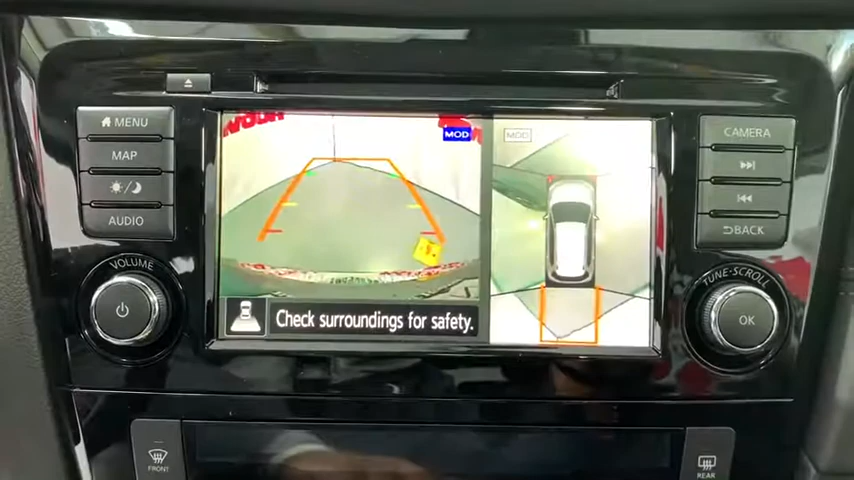 MENU
MAP
AUDIO
VOLUME
MOD
MOD
Check surroundings for safety.
CAMERA
BACK
TUNE·SCROLL
OK
FRONT
REAR